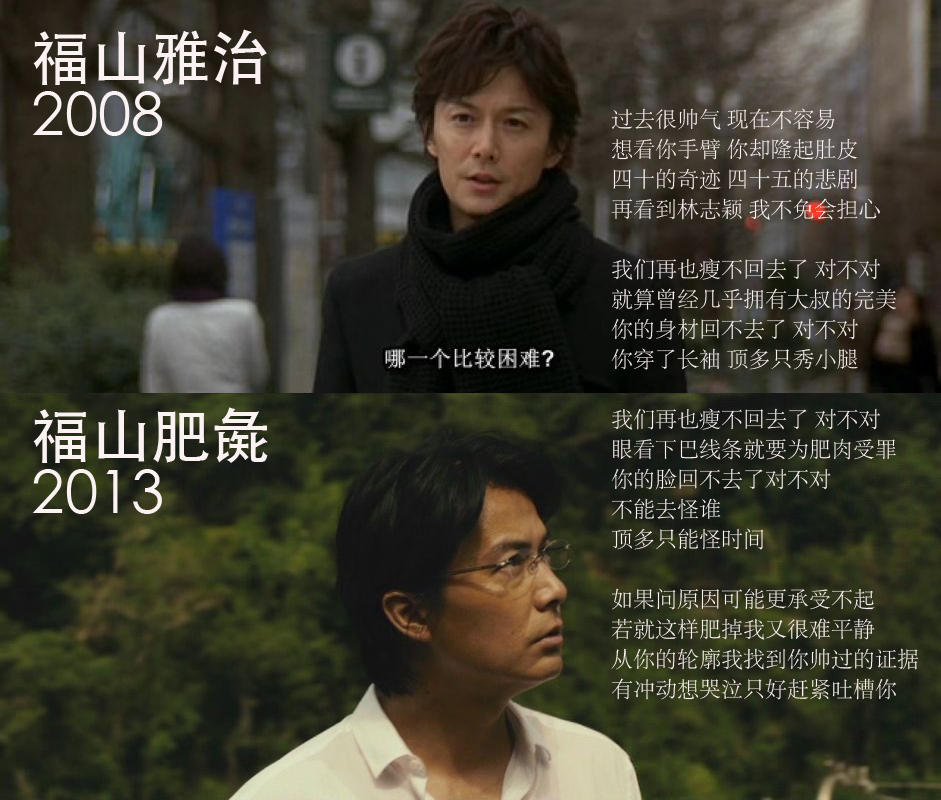 福山雅治
2008
过去很帅气 现在不容易
想看你手臂 你却隆起肚皮
四十的奇迹 四十五的悲剧
再看到林志颖 我不免会担心
我们再也瘦不回去了 对不对
就算曾经几乎拥有大叔的完美
你的身材回不去了 对不对
你穿了长袖 顶多只秀小腿
哪一个比较困难?
福山肥彘
2013
我们再也瘦不回去了 对不对
眼看下巴线条就要为肥肉受罪
你的脸回不去了对不对
不能去怪谁
顶多只能怪时间
如果问原因可能更承受不起
若就这样肥掉我又很难平静
从你的轮廓我找到你帅过的证据
有冲动想哭泣只好赶紧吐槽你